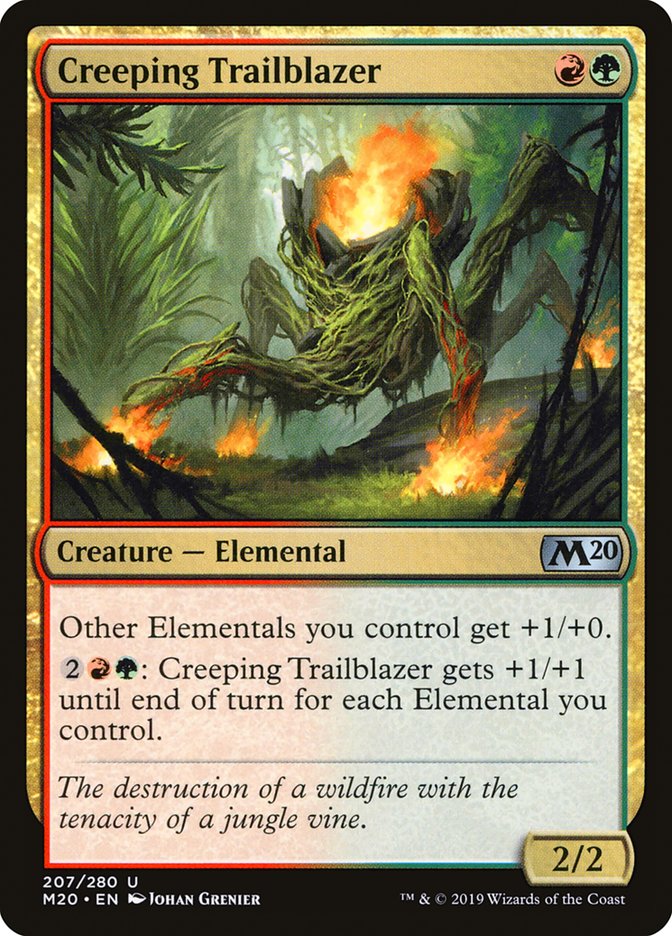 Creeping Trailblazer
Creature — Elemental
M20
Other Elementals you control get +1/+0.
2: Creeping Trailblazer gets +1/+1
until end of turn for each Elemental you
control.
The destruction of a wildfire with the
tenacity of a jungle vine.
2/2
207/280 U
M20 • EN Johan Grenier
™ & © 2019 Wizards of the Coast